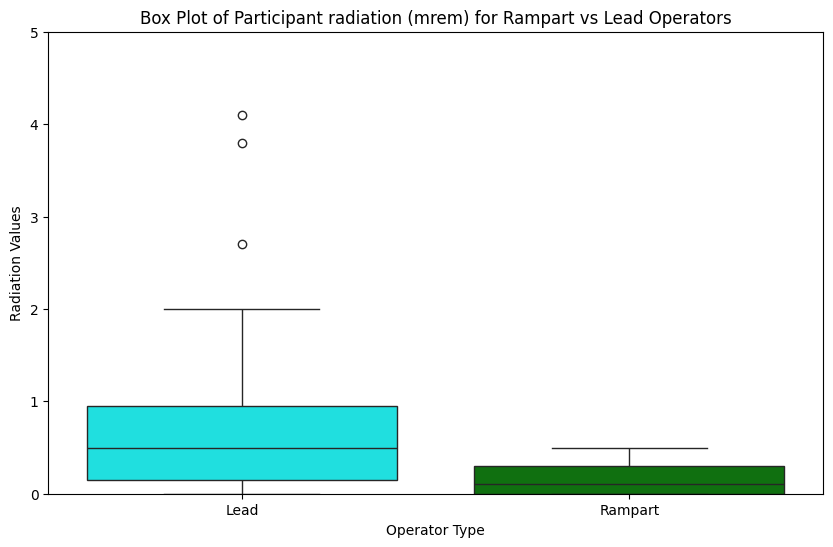 Box Plot of Participant radiation (mrem) for Rampart vs Lead Operators
5
4
3
2
1
0
Radiation Values
Lead
Rampart
Operator Type